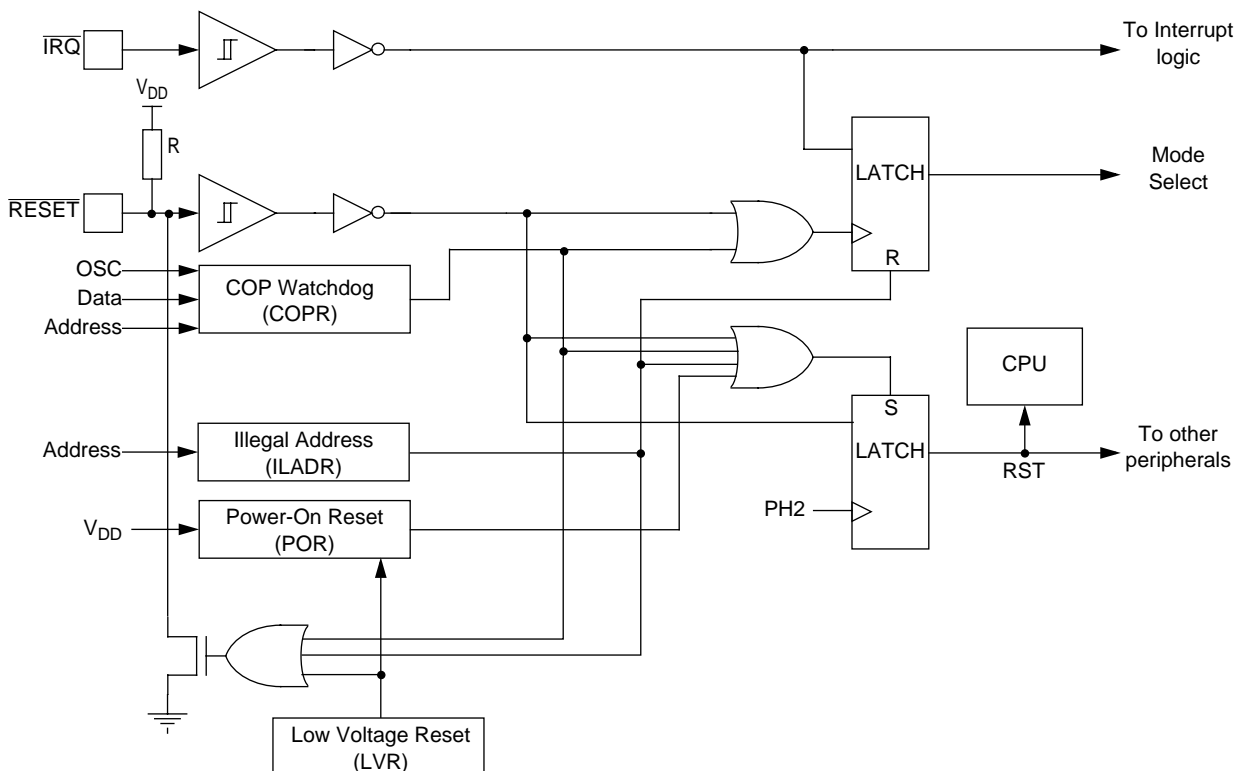 IRQ
To Interrupt
logic
VDD
R
LATCH
Mode
Select
RESET
OSC
Data
Address
COP Watchdog
(COPR)
R
CPU
S
Address
Illegal Address
(ILADR)
LATCH
RST
To other
peripherals
VDD
Power-On Reset
(POR)
PH2
Low Voltage Reset
(LVR)